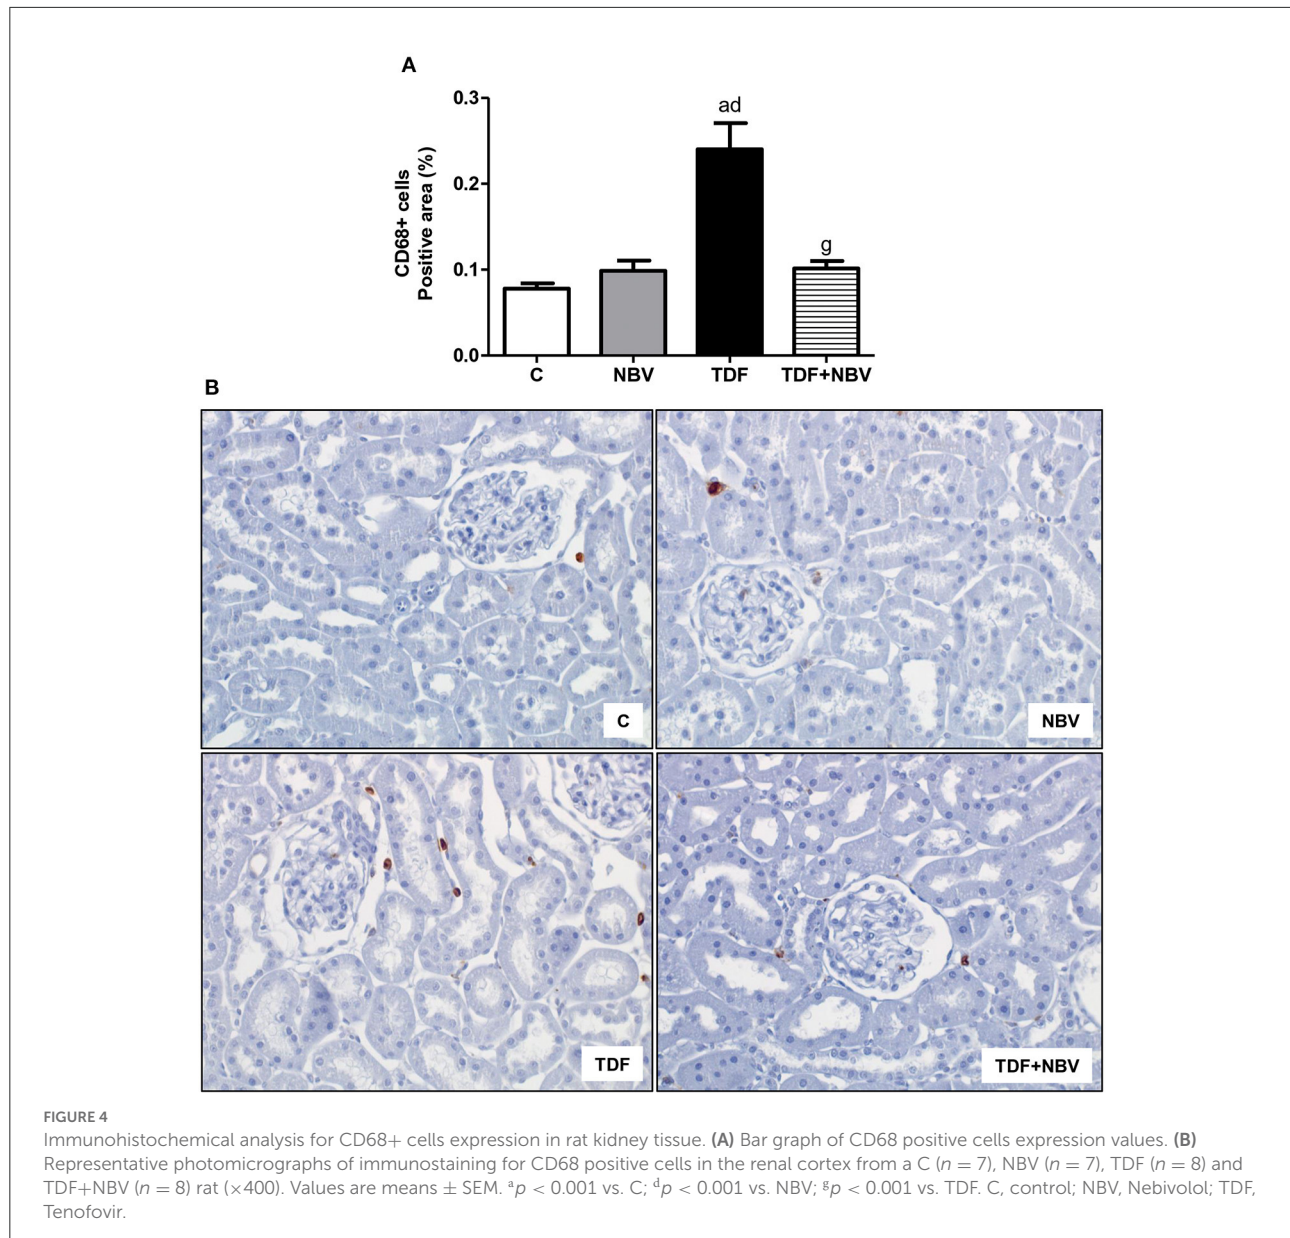 A
0.3
0.2
0.1
0.0
CD68+ cells
Positive area (%)
ad
g
C NBV TDF TDF+NBV
B
C
NBV
TDF
TDF+NBV
FIGURE 4
Immunohistochemical analysis for CD68+ cells expression in rat kidney tissue. (A) Bar graph of CD68 positive cells expression values. (B)
Representative photomicrographs of immunostaining for CD68 positive cells in the renal cortex from a C (n = 7), NBV (n = 7), TDF (n = 8) and
TDF+NBV (n = 8) rat (×400). Values are means ± SEM. ᵃp < 0.001 vs. C; ᵈp < 0.001 vs. NBV; ᵍp < 0.001 vs. TDF. C, control; NBV, Nebivolol; TDF,
Tenofovir.